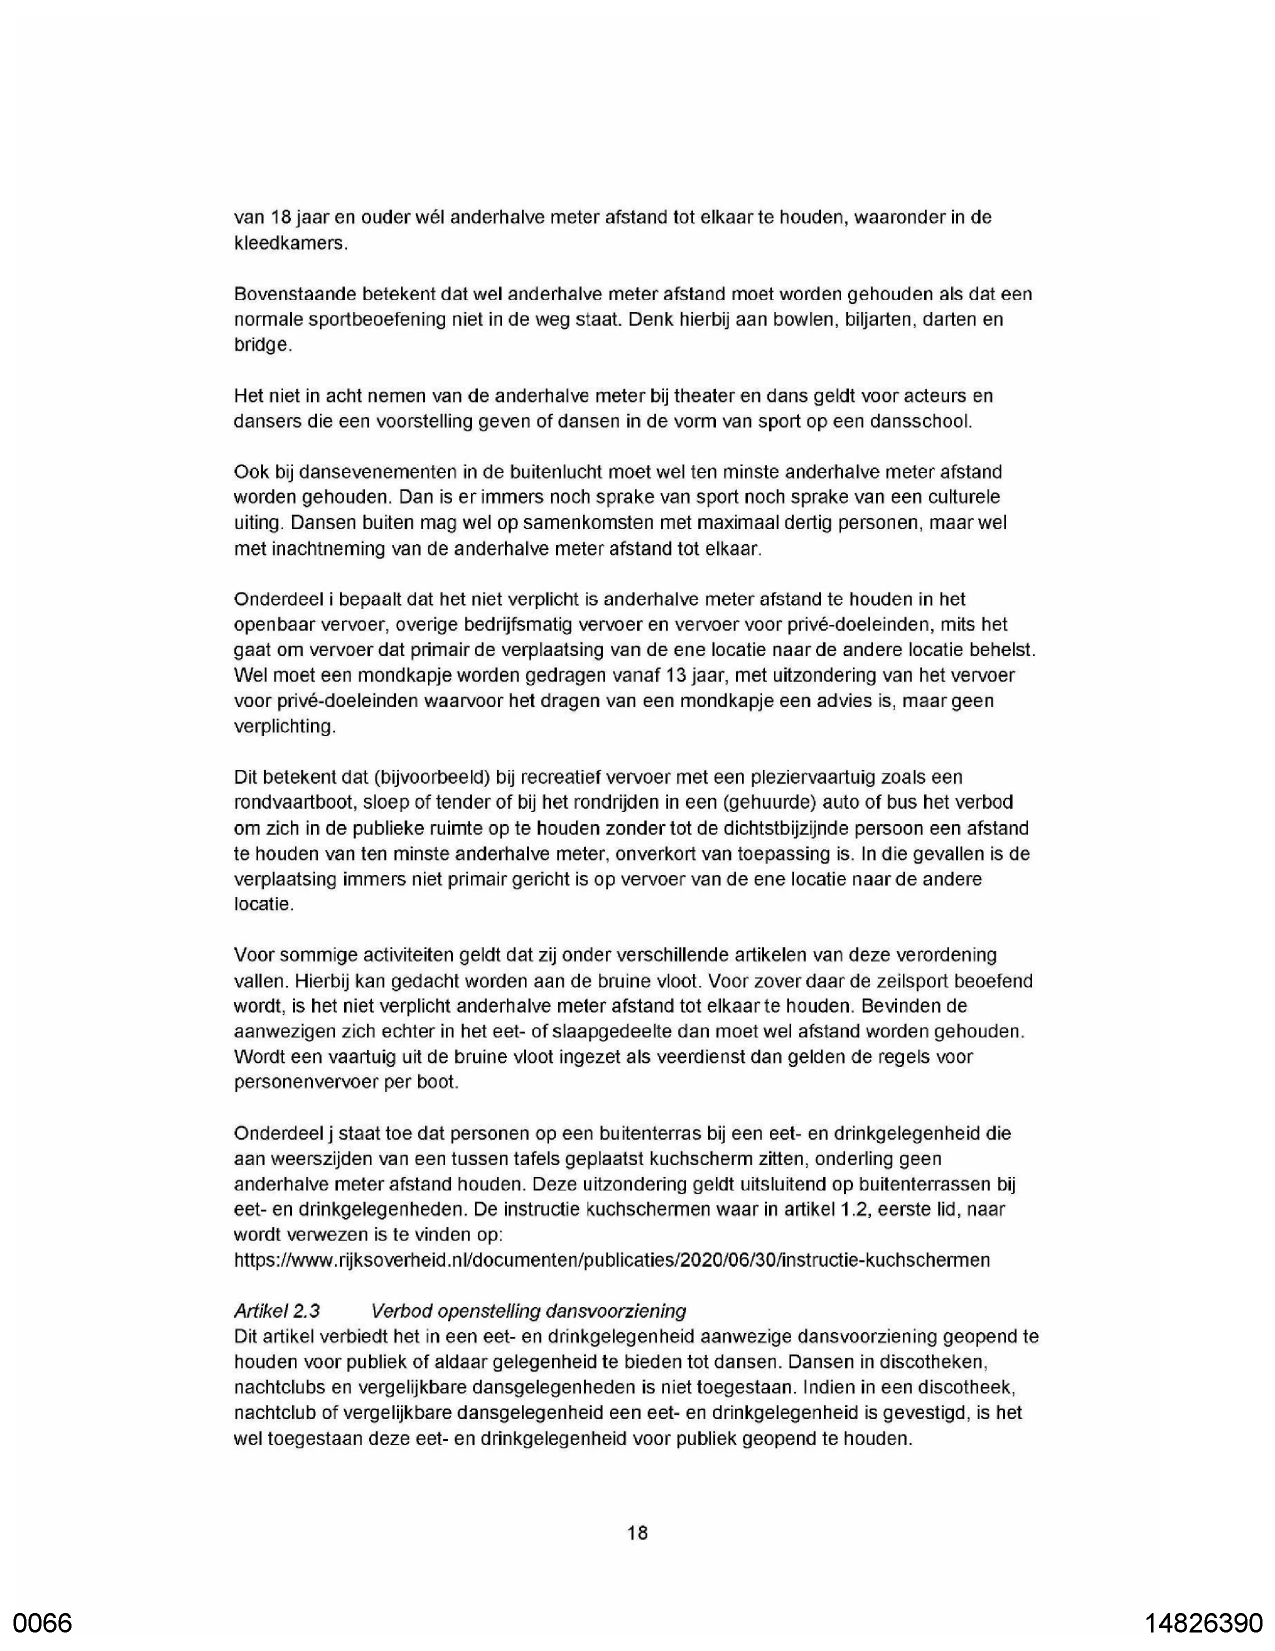 van 18 jaar en ouder wél anderhalve meter afstand tot elkaar te houden, waaronder in de
kleedkamers.
Bovenstaande betekent dat wel anderhalve meter afstand moet worden gehouden als dat een
normale sportbeoefening niet in de weg staat. Denk hierbij aan bowlen, biljarten, darten en
bridge.
Het niet in acht nemen van de anderhalve meter bij theater en dans geldt voor acteurs en
dansers die een voorstelling geven of dansen in de vorm van sport op een dansschool.
Ook bij dansevenementen in de buitenlucht moet wel ten minste anderhalve meter afstand
worden gehouden. Dan is er immers noch sprake van sport noch sprake van een culturele
uiting. Dansen buiten mag wel op samenkomsten met maximaal dertig personen, maar wel
met inachtneming van de anderhalve meter afstand tot elkaar.
Onderdeel i bepaalt dat het niet verplicht is anderhalve meter afstand te houden in het
openbaar vervoer, overige bedrijfsmatig vervoer en vervoer voor privé-doeleinden, mits het
gaat om vervoer dat primair de verplaatsing van de ene locatie naar de andere locatie behelst.
Wel moet een mondkapje worden gedragen vanaf 13 jaar, met uitzondering van het vervoer
voor privé-doeleinden waarvoor het dragen van een mondkapje een advies is, maar geen
verplichting.
Dit betekent dat (bijvoorbeeld) bij recreatief vervoer met een pleziervaartuig zoals een
rondvaartboot, sloep of tender of bij het rondrijden in een (gehuurde) auto of bus het verbod
om zich in de publieke ruimte op te houden zonder tot de dichtstbijzijnde persoon een afstand
te houden van ten minste anderhalve meter, onverkort van toepassing is. In die gevallen is de
verplaatsing immers niet primair gericht is op vervoer van de ene locatie naar de andere
locatie.
Voor sommige activiteiten geldt dat zij onder verschillende artikelen van deze verordening
vallen. Hierbij kan gedacht worden aan de bruine vloot. Voor zover daar de zeilsport beoefend
wordt, is het niet verplicht anderhalve meter afstand tot elkaar te houden. Bevinden de
aanwezigen zich echter in het eet- of slaapgedeelte dan moet wel afstand worden gehouden.
Wordt een vaartuig uit de bruine vloot ingezet als veerdienst dan gelden de regels voor
personenvervoer per boot.
Onderdeel j staat toe dat personen op een buitenterras bij een eet- en drinkgelegenheid die
aan weerszijden van een tussen tafels geplaatst kuchscherm zitten, onderling geen
anderhalve meter afstand houden. Deze uitzondering geldt uitsluitend op buitenterrassen bij
eet- en drinkgelegenheden. De instructie kuchschermen waar in artikel 1.2, eerste lid, naar
wordt verwezen is te vinden op:
https://www.rijksoverheid.nl/documenten/publicaties/2020/06/30/instructie-kuchschermen
Artikel 2.3 Verbod openstelling dansvoorziening
Dit artikel verbiedt het in een eet- en drinkgelegenheid aanwezige dansvoorziening geopend te
houden voor publiek of aldaar gelegenheid te bieden tot dansen. Dansen in discotheken,
nachtclubs en vergelijkbare dansgelegenheden is niet toegestaan. Indien in een discotheek,
nachtclub of vergelijkbare dansgelegenheid een eet- en drinkgelegenheid is gevestigd, is het
wel toegestaan deze eet- en drinkgelegenheid voor publiek geopend te houden.
18
0066
14826390